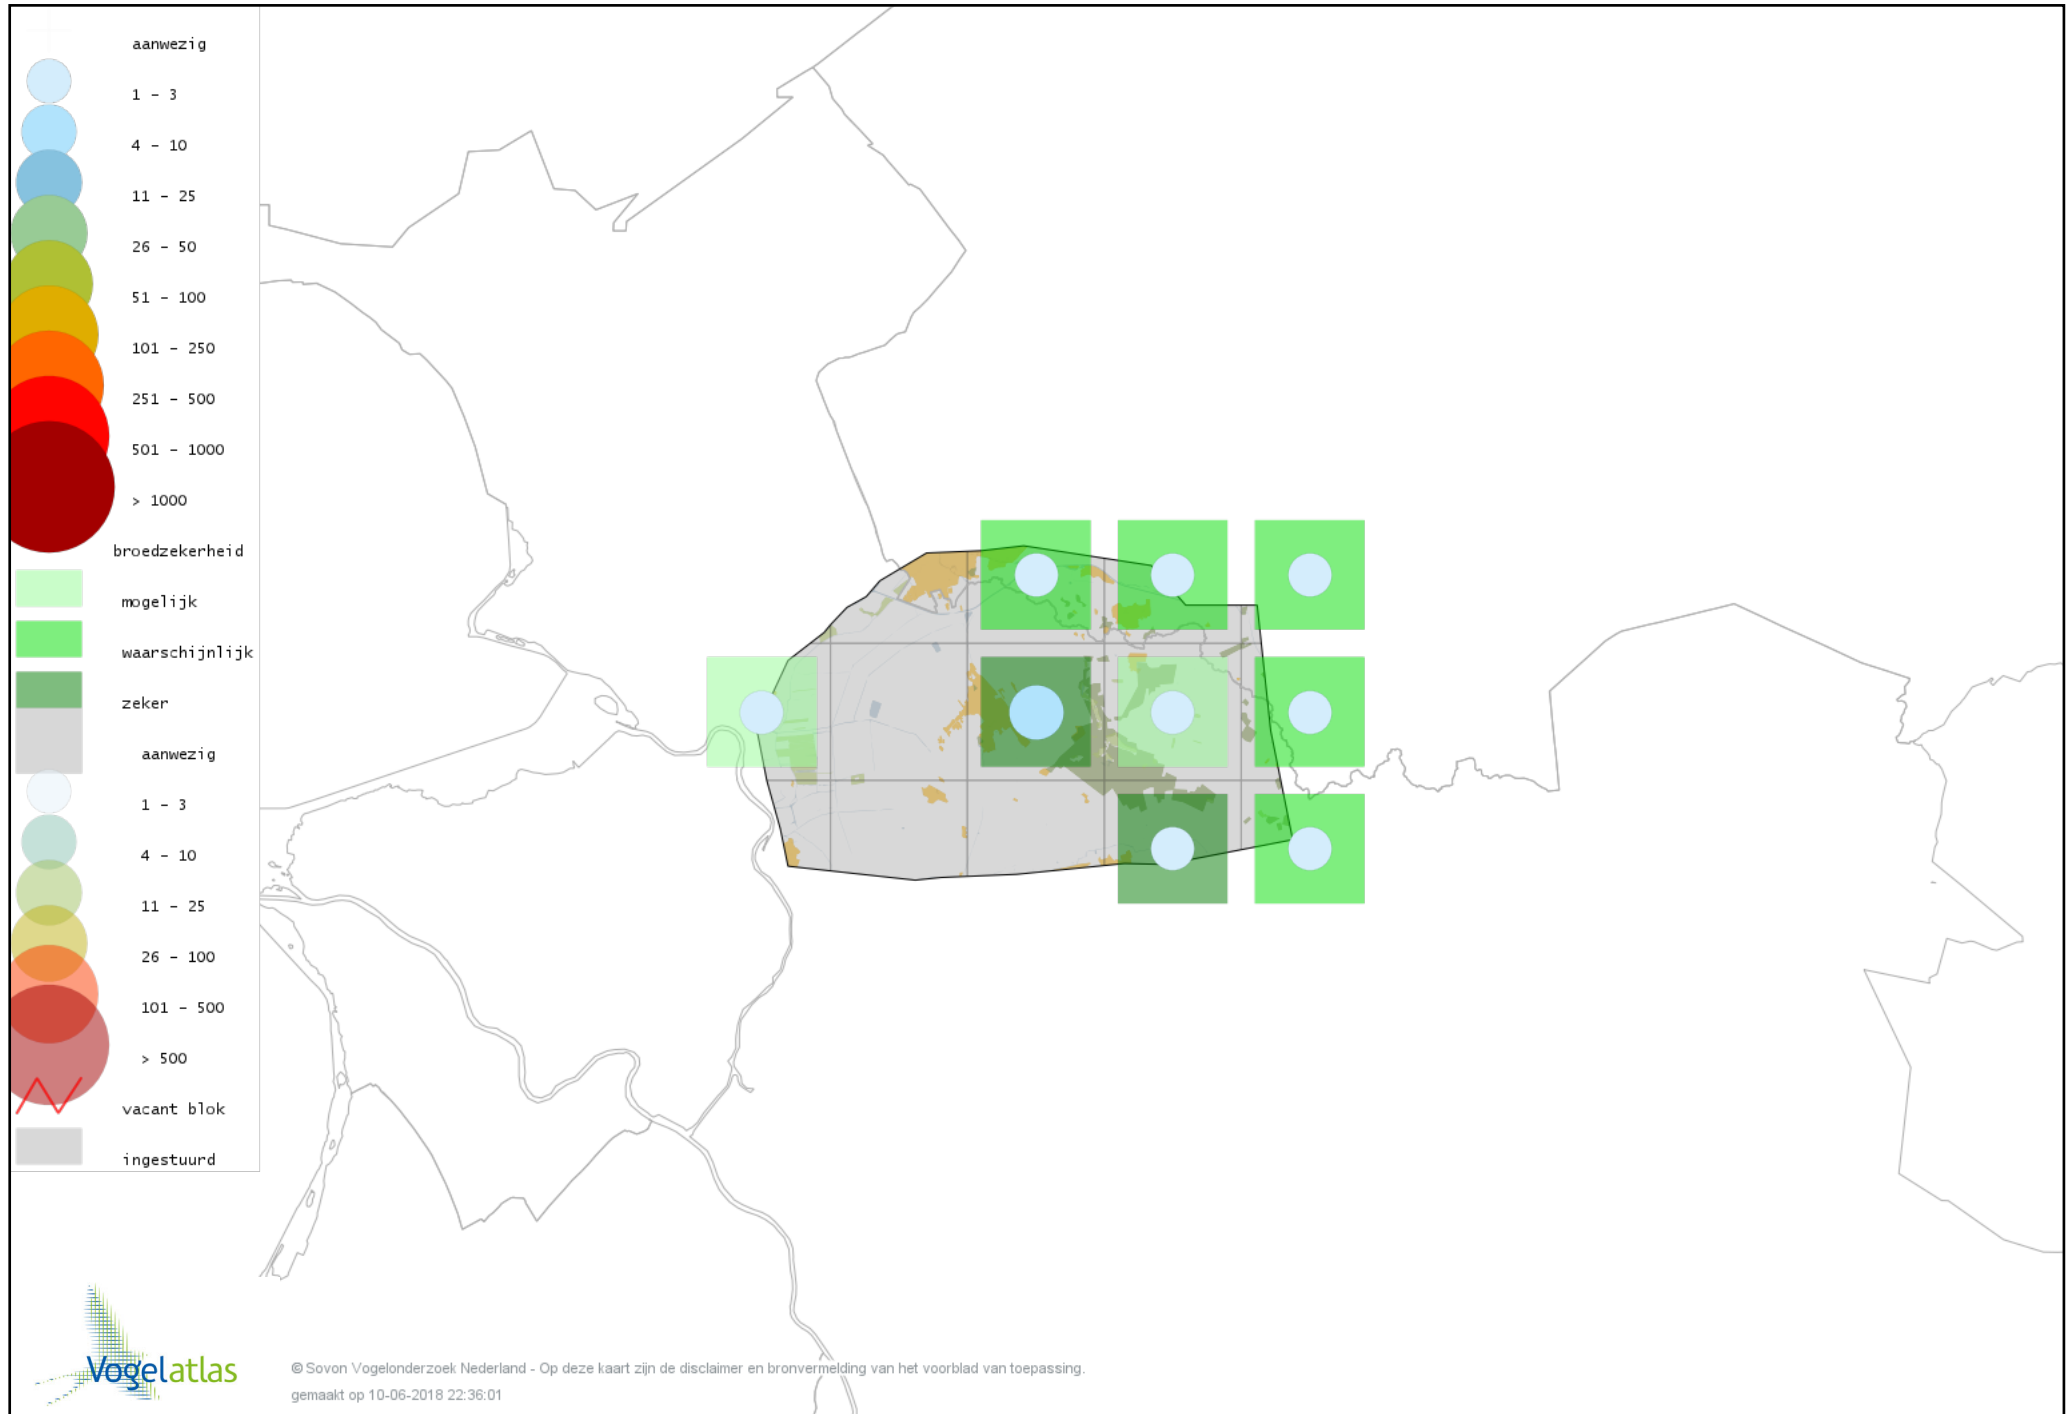 aanwezig
1 - 3
4 - 10
11 - 25
26 - 50
51 - 100
101 - 250
251 - 500
501 - 1000
> 1000
broedzekerheid
mogelijk
waarschijnlijk
zeker
aanwezig
1 - 3
4 - 10
11 - 25
26 - 100
101 - 500
> 500
vacant blok
ingestuurd
Vogelatlas
© Sovon Vogelonderzoek Nederland - Op deze kaart zijn de disclaimer en bronvermelding van het voorblad van toepassing.
gemaakt op 10-06-2018 22:36:01